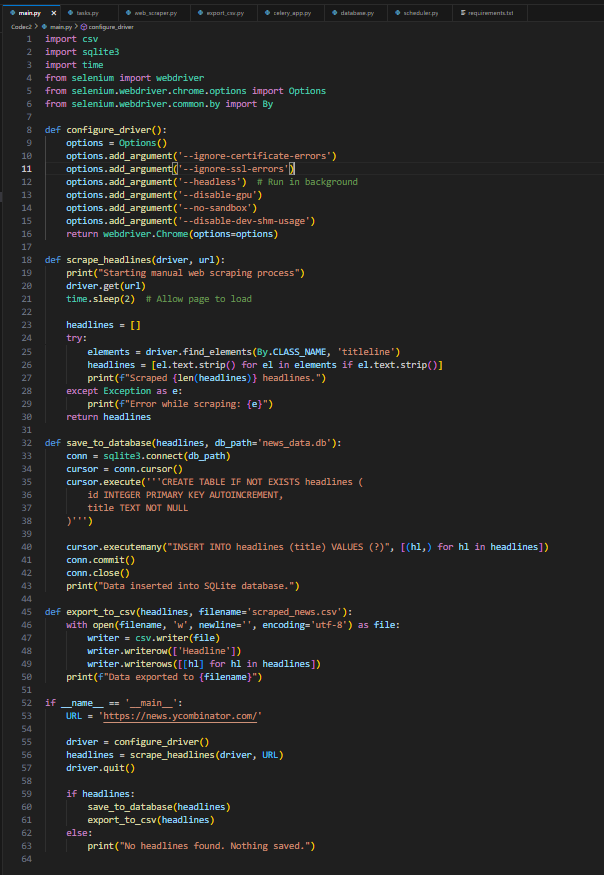 main.py × tasks.py web_scraper.py export_csv.py celery_app.py database.py scheduler.py requirements.txt
Codec2 > main.py > configure_driver
1 import csv
2 import sqlite3
3 import time
4 from selenium import webdriver
5 from selenium.webdriver.chrome.options import Options
6 from selenium.webdriver.common.by import By
7
8 def configure_driver():
9     options = Options()
10     options.add_argument('--ignore-certificate-errors')
11     options.add_argument('--ignore-ssl-errors')
12     options.add_argument('--headless')  # Run in background
13     options.add_argument('--disable-gpu')
14     options.add_argument('--no-sandbox')
15     options.add_argument('--disable-dev-shm-usage')
16     return webdriver.Chrome(options=options)
17
18 def scrape_headlines(driver, url):
19     print("Starting manual web scraping process")
20     driver.get(url)
21     time.sleep(2)  # Allow page to load
22
23     headlines = []
24     try:
25         elements = driver.find_elements(By.CLASS_NAME, 'titleline')
26         headlines = [el.text.strip() for el in elements if el.text.strip()]
27         print(f"Scraped {len(headlines)} headlines.")
28     except Exception as e:
29         print(f"Error while scraping: {e}")
30     return headlines
31
32 def save_to_database(headlines, db_path='news_data.db'):
33     conn = sqlite3.connect(db_path)
34     cursor = conn.cursor()
35     cursor.execute('''CREATE TABLE IF NOT EXISTS headlines (
36         id INTEGER PRIMARY KEY AUTOINCREMENT,
37         title TEXT NOT NULL
38     )''')
39
40     cursor.executemany("INSERT INTO headlines (title) VALUES (?)", [(hl,) for hl in headlines])
41     conn.commit()
42     conn.close()
43     print("Data inserted into SQLite database.")
44
45 def export_to_csv(headlines, filename='scraped_news.csv'):
46     with open(filename, 'w', newline='', encoding='utf-8') as file:
47         writer = csv.writer(file)
48         writer.writerow(['Headline'])
49         writer.writerows([[hl] for hl in headlines])
50     print(f"Data exported to {filename}")
51
52 if __name__ == '__main__':
53     URL = 'https://news.ycombinator.com/'
54
55     driver = configure_driver()
56     headlines = scrape_headlines(driver, URL)
57     driver.quit()
58
59     if headlines:
60         save_to_database(headlines)
61         export_to_csv(headlines)
62     else:
63         print("No headlines found. Nothing saved.")
64